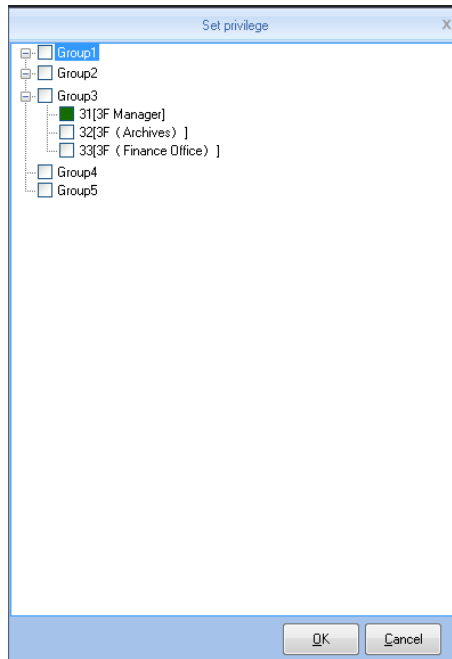 Set privilege X
Group1
Group2
Group3
31[3F Manager]
32[3F（Archives）]
33[3F（Finance Office）]
Group4
Group5
OK Cancel